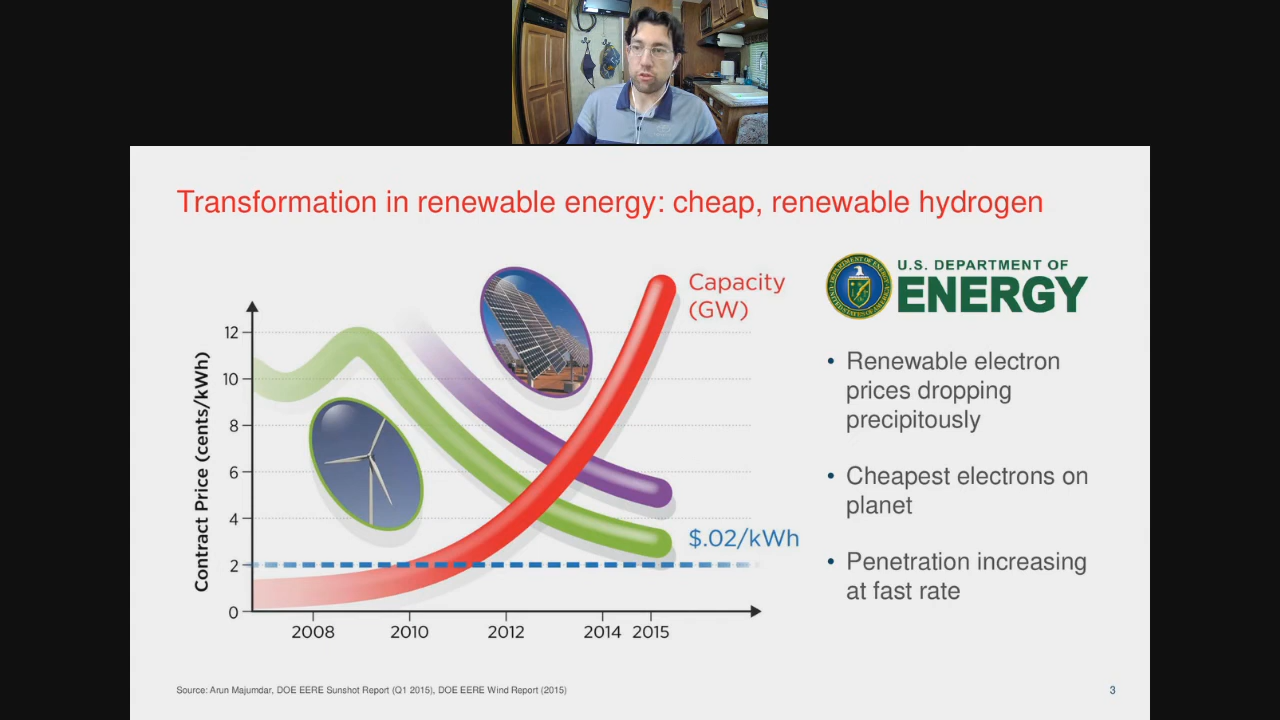 Transformation in renewable energy: cheap, renewable hydrogen
Capacity
(GW)
U.S. DEPARTMENT OF
ENERGY
Contract Price (cents/kWh)
12
10
8
6
4
2
0
$.02/kWh
2008
2010
2012
2014
2015
• Renewable electron
prices dropping
precipitously
• Cheapest electrons on
planet
• Penetration increasing
at fast rate
Source: Arun Majumdar, DOE EERE Sunshot Report (Q1 2015), DOE EERE Wind Report (2015)
3